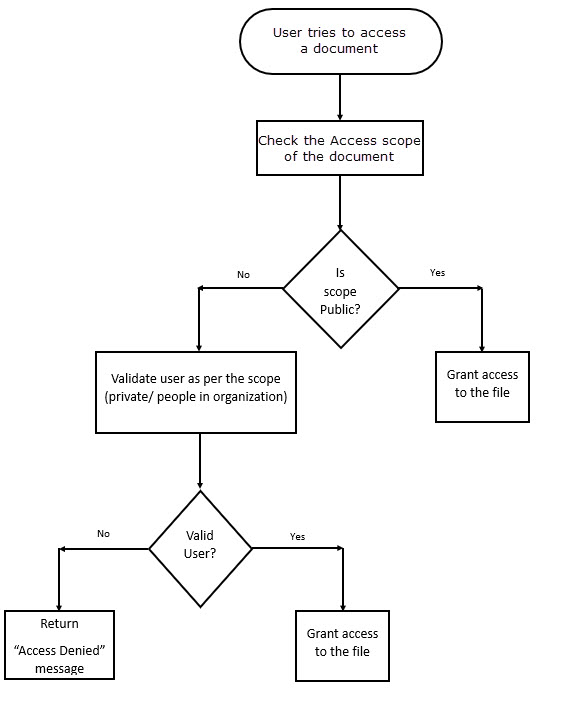 User tries to access
a document
Check the Access scope
of the document
Is
scope
Public?
No
Yes
Validate user as per the scope
(private/ people in organization)
Grant access
to the file
Valid
User?
No
Yes
Return
“Access Denied”
message
Grant access
to the file